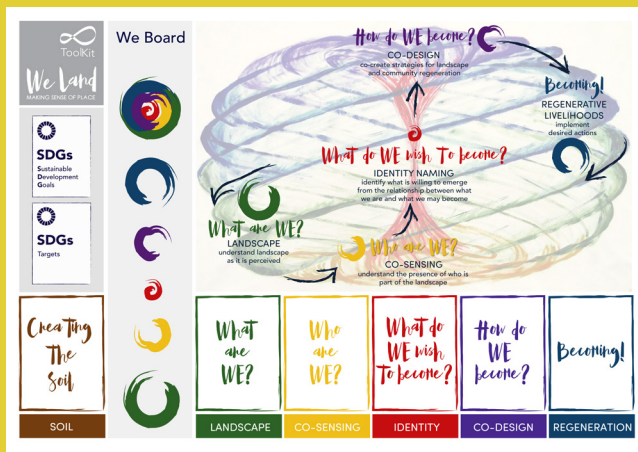 ToolKit
We Land
MAKING SENSE OF PLACE
SDGs
Sustainable
Development
Goals
SDGs
Targets
Creating
The
Soil
SOIL
We Board
How do WE become?
CO-DESIGN
co-create strategies for landscape
and community regeneration
Becoming!
REGENERATIVE
LIVELIHOODS
implement
desired actions
What do WE wish To become?
IDENTITY NAMING
identify what is willing to emerge
from the relationship between what
we are and what we may become
What are WE?
LANDSCAPE
understand landscape
as it is perceived
Who are WE?
CO-SENSING
understand the presence of who is
part of the landscape
What
are
WE?
LANDSCAPE
Who
are
WE?
CO-SENSING
What do
WE wish
To become?
IDENTITY
How do
WE
become?
CO-DESIGN
Becoming!
REGENERATION